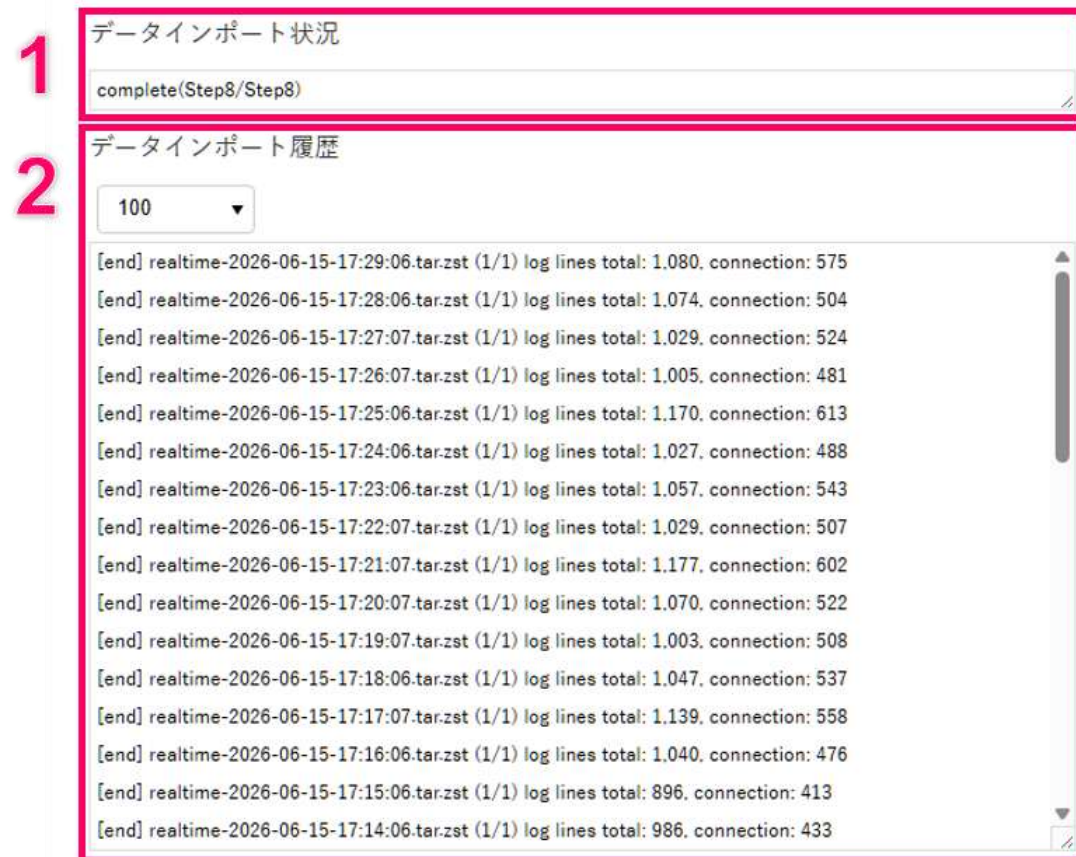 1
データインポート状況
complete(Step8/Step8)
2
データインポート履歴
100
[end] realtime-2026-06-15-17:29:06.tar.zst (1/1) log lines total: 1,080, connection: 575
[end] realtime-2026-06-15-17:28:06.tar.zst (1/1) log lines total: 1,074, connection: 504
[end] realtime-2026-06-15-17:27:07.tar.zst (1/1) log lines total: 1,029, connection: 524
[end] realtime-2026-06-15-17:26:07.tar.zst (1/1) log lines total: 1,005, connection: 481
[end] realtime-2026-06-15-17:25:06.tar.zst (1/1) log lines total: 1,170, connection: 613
[end] realtime-2026-06-15-17:24:06.tar.zst (1/1) log lines total: 1,027, connection: 488
[end] realtime-2026-06-15-17:23:06.tar.zst (1/1) log lines total: 1,057, connection: 543
[end] realtime-2026-06-15-17:22:07.tar.zst (1/1) log lines total: 1,029, connection: 507
[end] realtime-2026-06-15-17:21:07.tar.zst (1/1) log lines total: 1,177, connection: 602
[end] realtime-2026-06-15-17:20:07.tar.zst (1/1) log lines total: 1,070, connection: 522
[end] realtime-2026-06-15-17:19:07.tar.zst (1/1) log lines total: 1,003, connection: 508
[end] realtime-2026-06-15-17:18:06.tar.zst (1/1) log lines total: 1,047, connection: 537
[end] realtime-2026-06-15-17:17:07.tar.zst (1/1) log lines total: 1,139, connection: 558
[end] realtime-2026-06-15-17:16:06.tar.zst (1/1) log lines total: 1,040, connection: 476
[end] realtime-2026-06-15-17:15:06.tar.zst (1/1) log lines total: 896, connection: 413
[end] realtime-2026-06-15-17:14:06.tar.zst (1/1) log lines total: 986, connection: 433